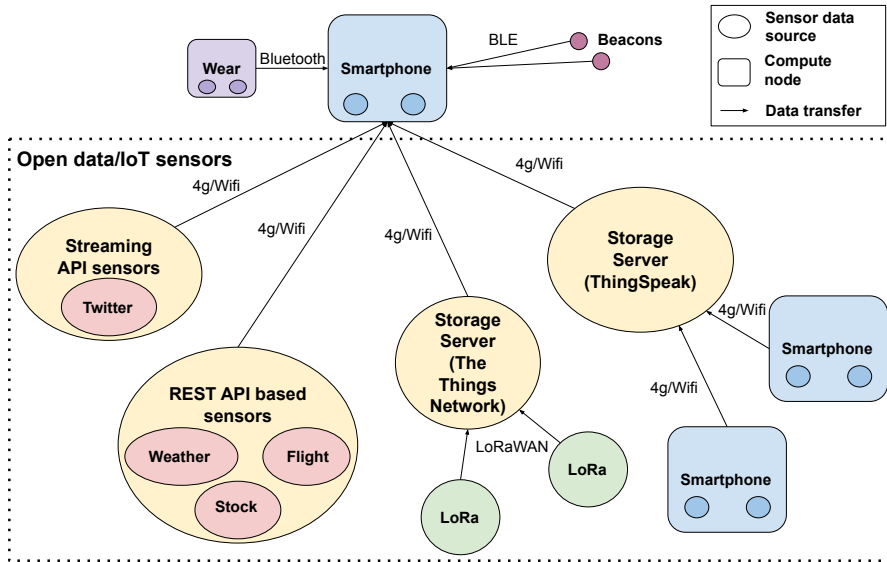 Wear
Bluetooth
Smartphone
BLE
Beacons
Sensor data
source
Compute
node
Data transfer
Open data/IoT sensors
4g/Wifi
4g/Wifi
4g/Wifi
4g/Wifi
Streaming
API sensors
Twitter
REST API based
sensors
Weather
Flight
Stock
Storage
Server
(The
Things
Network)
LoRaWAN
LoRa
LoRa
Storage
Server
(ThingSpeak)
4g/Wifi
Smartphone
4g/Wifi
Smartphone